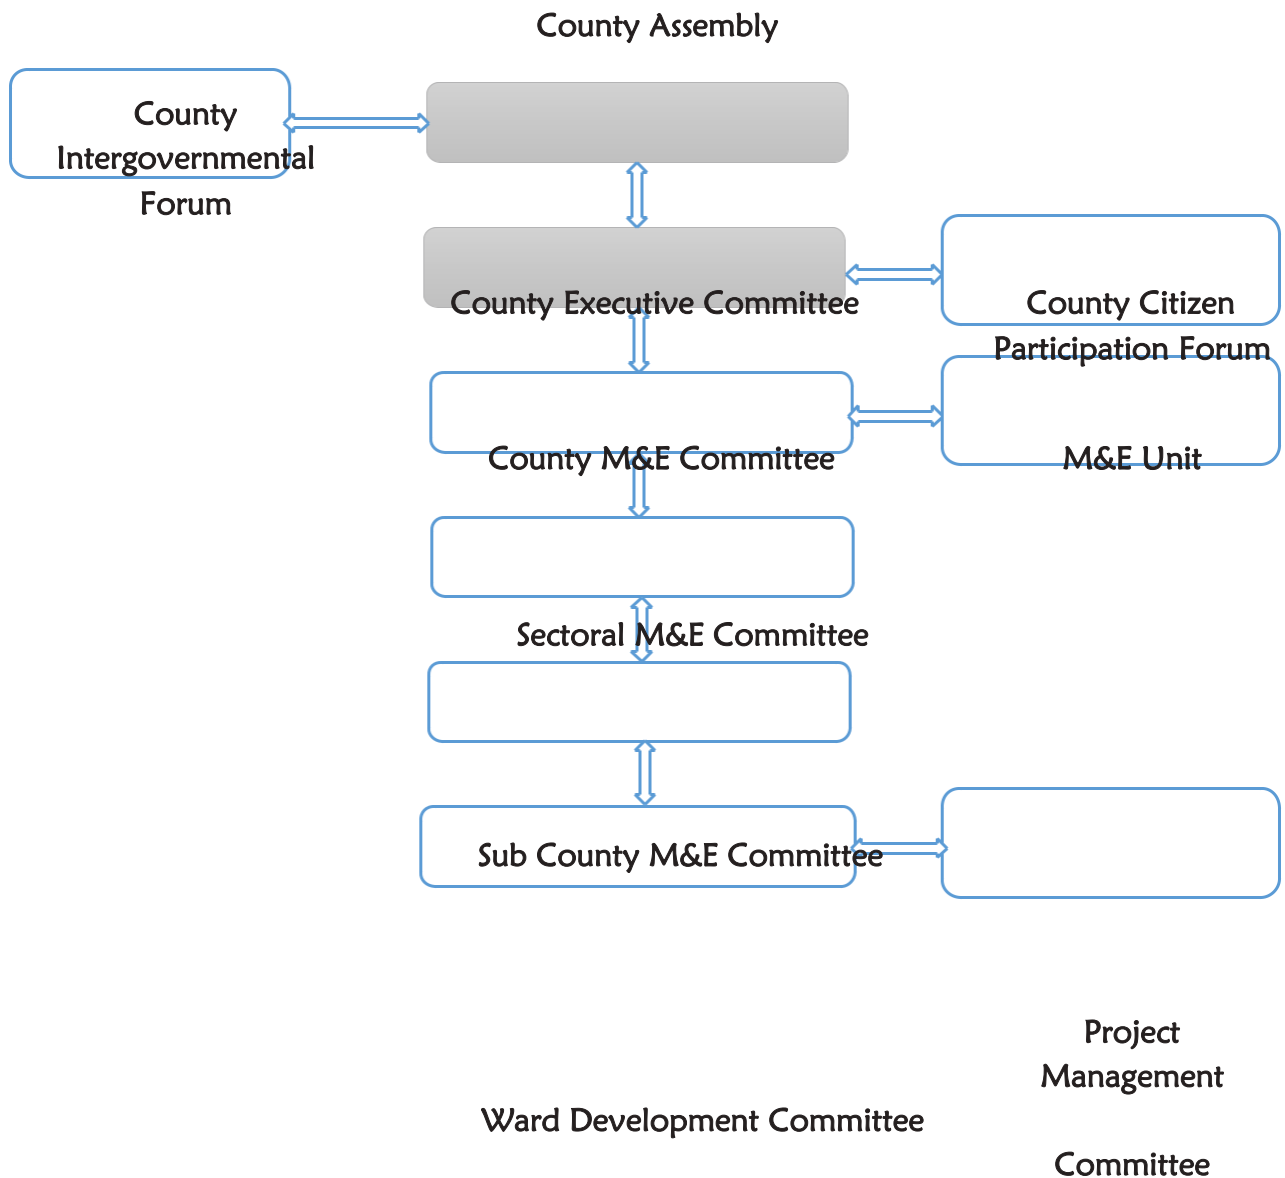 County Assembly
County
Intergovernmental
Forum
County Executive Committee
County Citizen
Participation Forum
County M&E Committee
M&E Unit
Sectoral M&E Committee
Sub County M&E Committee
Project
Management
Ward Development Committee
Committee